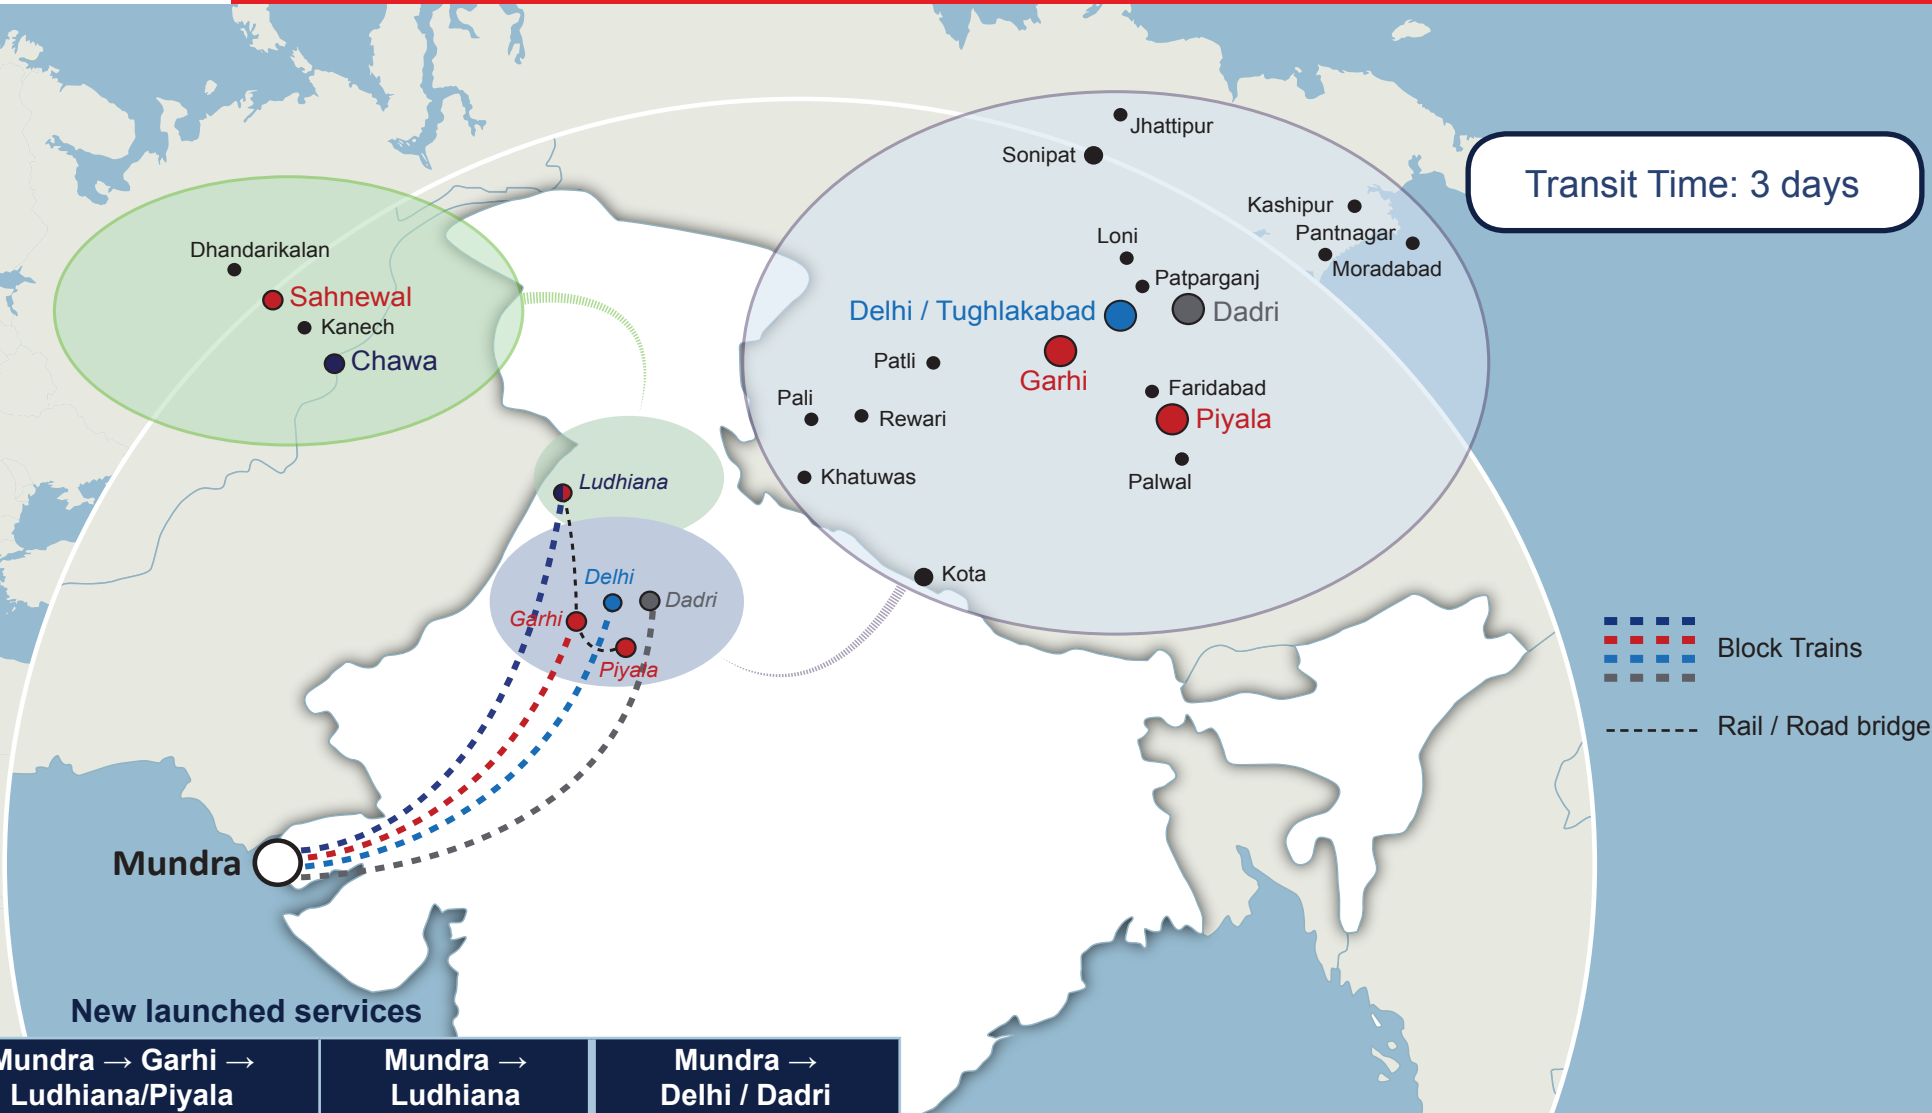 Jhattipur
Sonipat
Transit Time: 3 days
Kashipur
Pantnagar
Moradabad
Loni
Patparganj
Delhi / Tughlakabad
Dadri
Garhi
Patli
Faridabad
Piyala
Pali
Rewari
Khatuwas
Palwal
Kota
Dhandarikalan
Sahnewal
Kanech
Chawa
Ludhiana
Delhi
Dadri
Garhi
Piyala
Block Trains
Rail / Road bridge
Mundra
New launched services
Mundra → Garhi →
Ludhiana/Piyala
Mundra →
Ludhiana
Mundra →
Delhi / Dadri